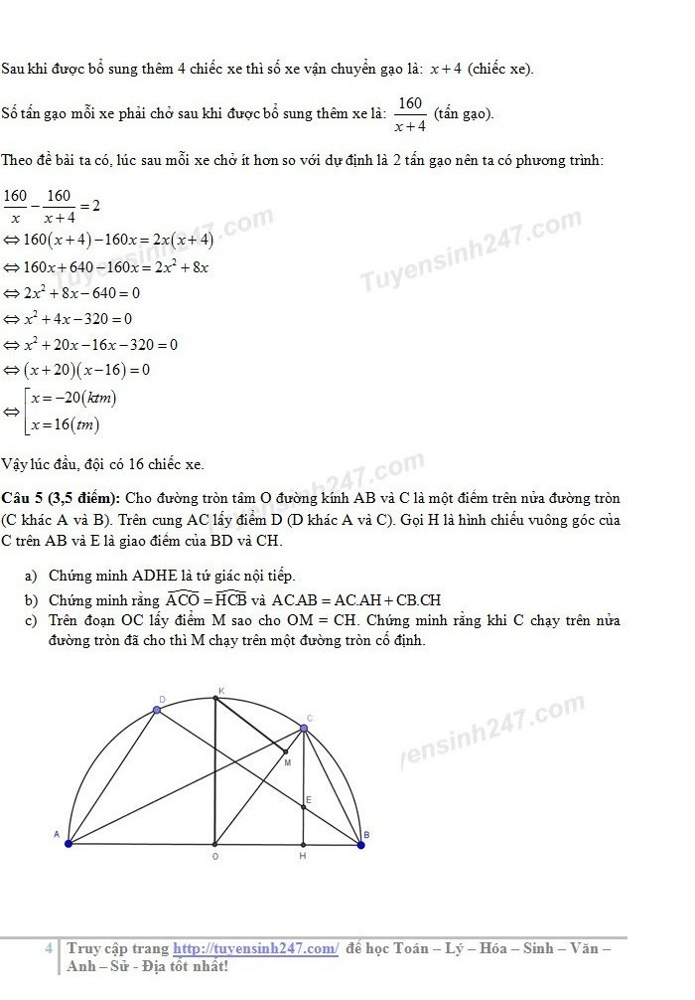 Sau khi được bổ sung thêm 4 chiếc xe thì số xe vận chuyển gạo là: x + 4 (chiếc xe).
Số tấn gạo mỗi xe phải chở sau khi được bổ sung thêm xe là: 160/(x+4) (tấn gạo).
Theo đề bài ta có, lúc sau mỗi xe chở ít hơn so với dự định là 2 tấn gạo nên ta có phương trình:
160/x − 160/(x+4) = 2
⇔ 160(x+4) − 160x = 2x(x+4)
⇔ 160x + 640 − 160x = 2x² + 8x
⇔ 2x² + 8x − 640 = 0
⇔ x² + 4x − 320 = 0
⇔ x² + 20x − 16x − 320 = 0
⇔ (x + 20)(x − 16) = 0
⇔ [x = −20(ktm)
x = 16(tm)
Vậy lúc đầu, đội có 16 chiếc xe.
Câu 5 (3,5 điểm): Cho đường tròn tâm O đường kính AB và C là một điểm trên nửa đường tròn
(C khác A và B). Trên cung AC lấy điểm D (D khác A và C). Gọi H là hình chiếu vuông góc của
C trên AB và E là giao điểm của BD và CH.
a) Chứng minh ADHE là tứ giác nội tiếp.
b) Chứng minh rằng ACO = HCB và AC.AB = AC.AH + CB.CH
c) Trên đoạn OC lấy điểm M sao cho OM = CH. Chứng minh rằng khi C chạy trên nửa
đường tròn đã cho thì M chạy trên một đường tròn cố định.
D
K
C
M
E
A
B
O
H
Tuyensinh247.com
Tuyensinh247.com
Tuyensinh247.com
yensinh247.com
4 Truy cập trang http://tuyensinh247.com/ để học Toán – Lý – Hóa – Sinh – Văn –
Anh – Sử - Địa tốt nhất!